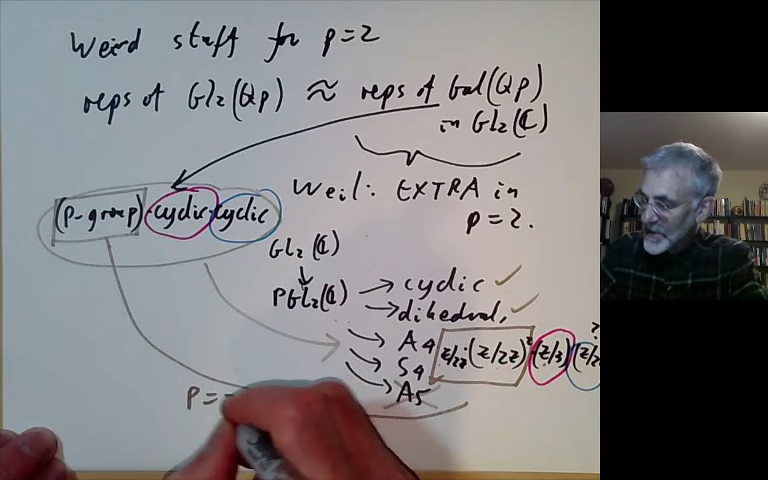 Weird stuff for p=2
reps of Gl₂(Qp) ≈ reps of Gal(Qp)
in Gl₂(ℂ)
(p-group)·cyclic·cyclic
Weil: EXTRA in
p=2.
Gl₂(ℂ)
↓
PGl₂(ℂ) → cyclic ✓
→ dihedral, ✓
→ A4
→ S4
→ A5
Z/2Z·(Z/2Z)²·(Z/3)
?
p=